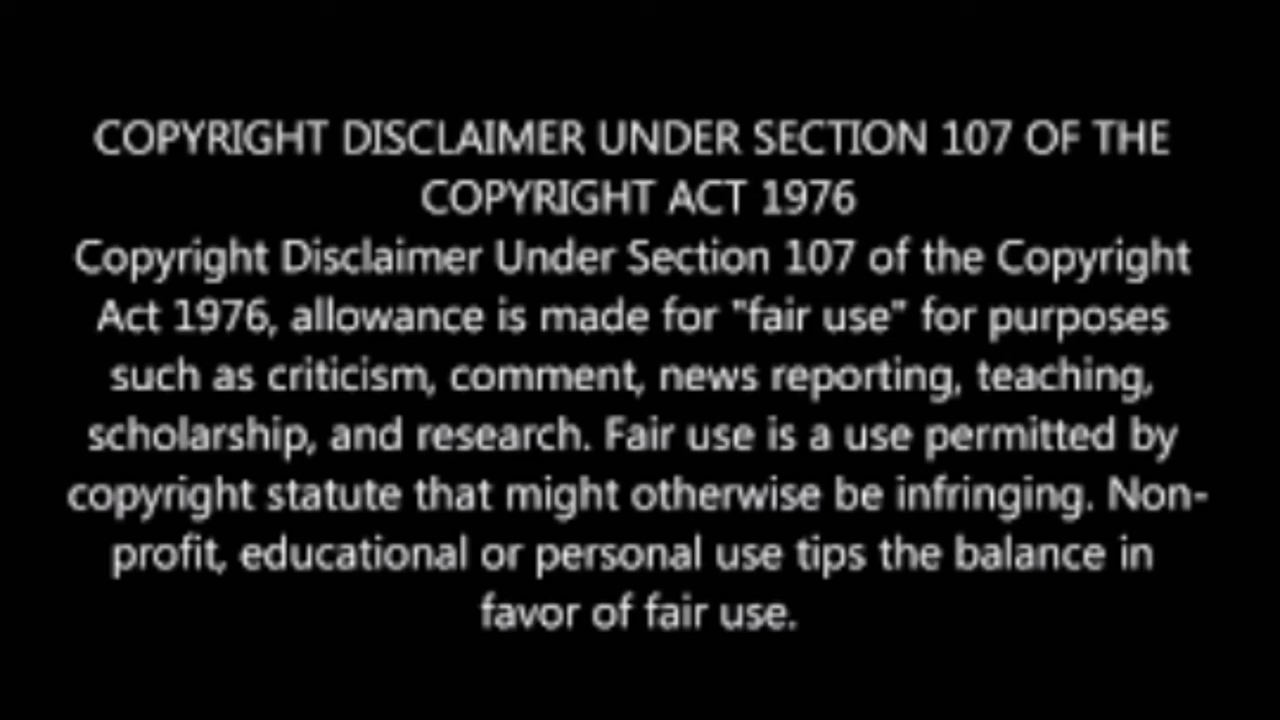 COPYRIGHT DISCLAIMER UNDER SECTION 107 OF THE
COPYRIGHT ACT 1976
Copyright Disclaimer Under Section 107 of the Copyright
Act 1976, allowance is made for "fair use" for purposes
such as criticism, comment, news reporting, teaching,
scholarship, and research. Fair use is a use permitted by
copyright statute that might otherwise be infringing. Non-
profit, educational or personal use tips the balance in
favor of fair use.